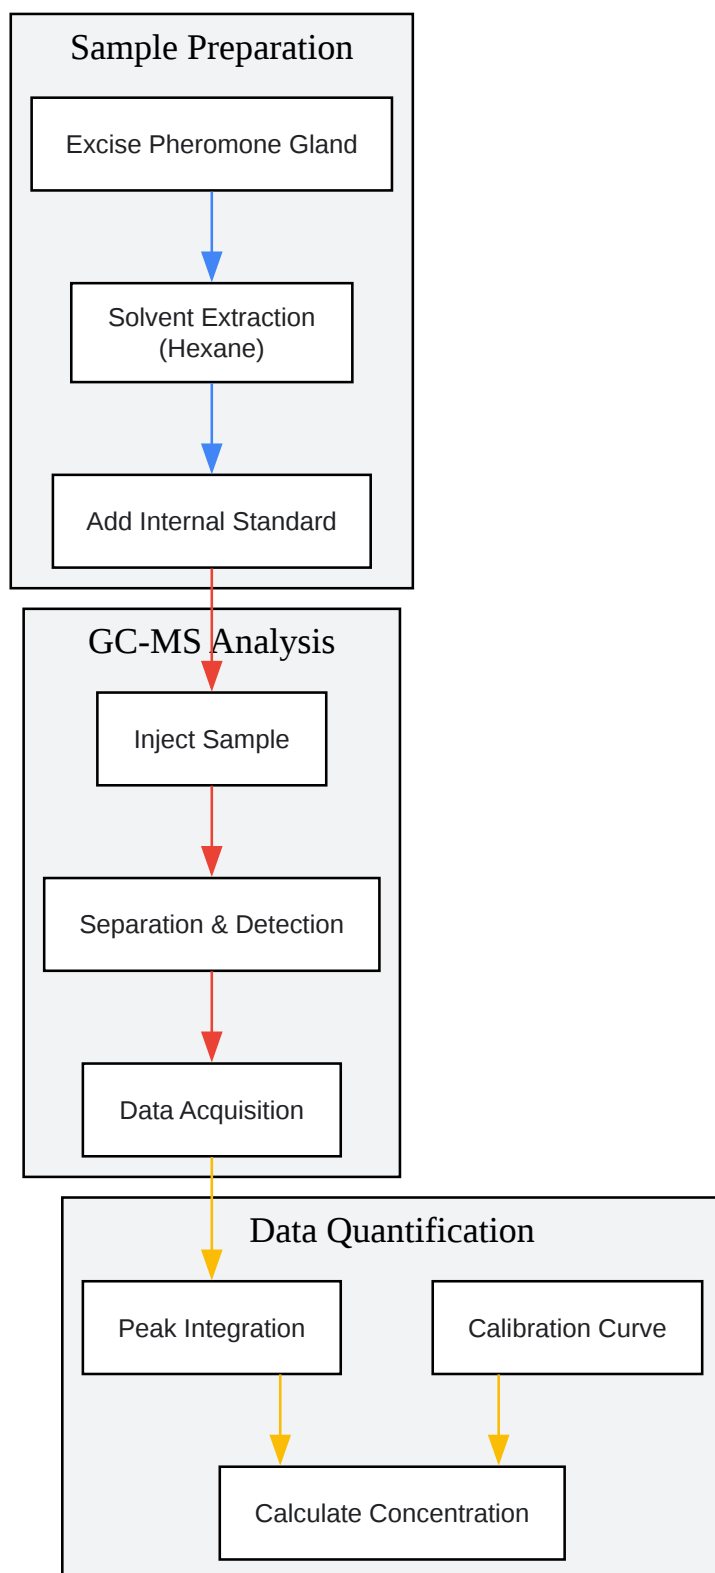 Sample Preparation
Excise Pheromone Gland
Solvent Extraction
(Hexane)
Add Internal Standard
GC-MS Analysis
Inject Sample
Separation & Detection
Data Acquisition
Data Quantification
Peak Integration
Calibration Curve
Calculate Concentration